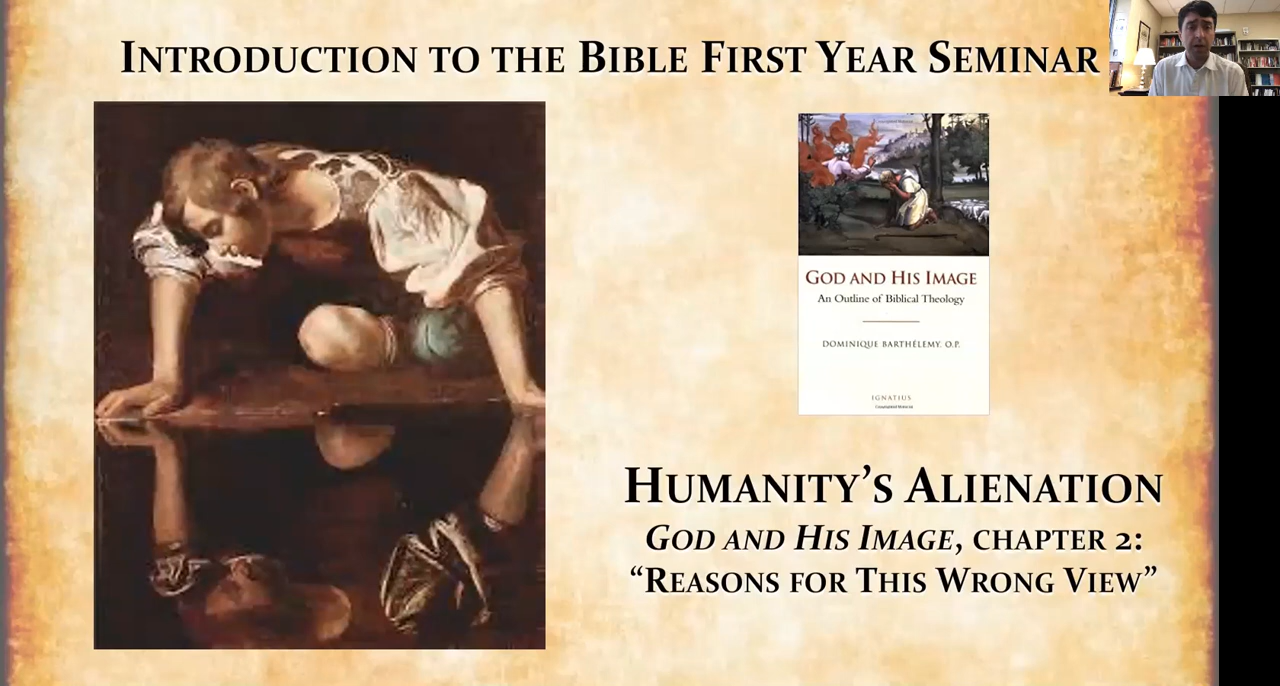 INTRODUCTION TO THE BIBLE FIRST YEAR SEMINAR
GOD AND HIS IMAGE
An Outline of Biblical Theology
DOMINIQUE BARTHÉLEMY, O.P.
IGNATIUS
HUMANITY'S ALIENATION
GOD AND HIS IMAGE, CHAPTER 2:
“REASONS FOR THIS WRONG VIEW”